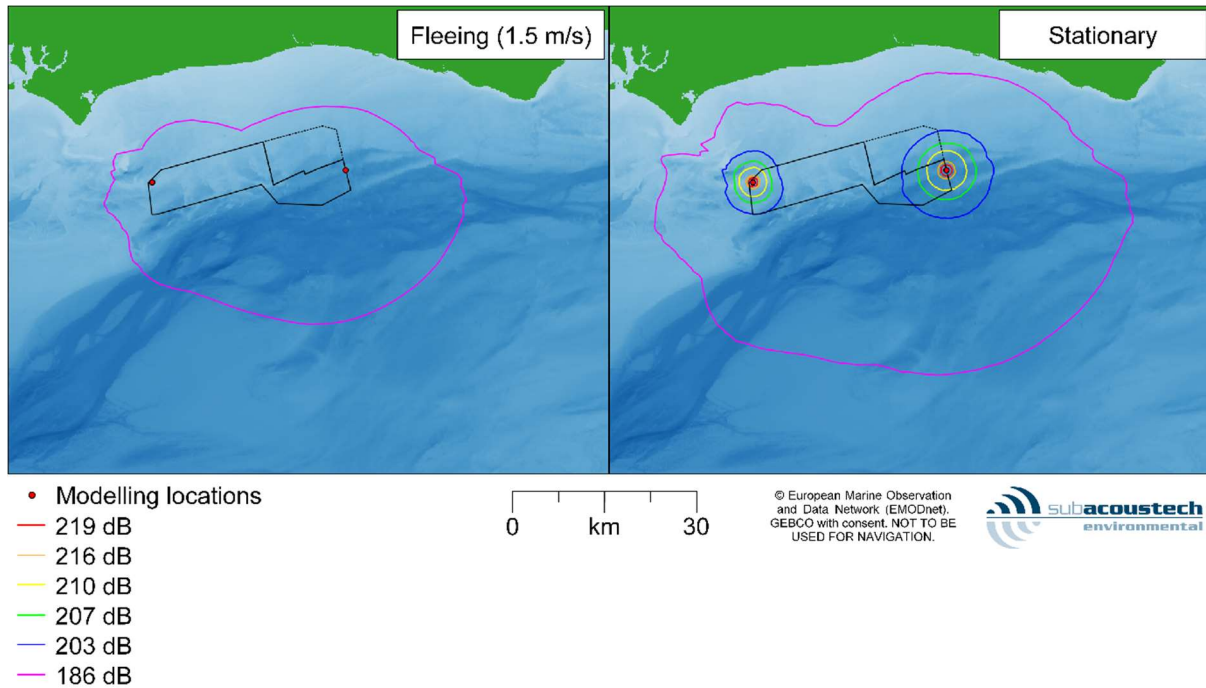 Fleeing (1.5 m/s)
Stationary
Modelling locations
219 dB
216 dB
210 dB
207 dB
203 dB
186 dB
0 km 30
© European Marine Observation
and Data Network (EMODnet).
GEBCO with consent. NOT TO BE
USED FOR NAVIGATION.
subacoustech
environmental